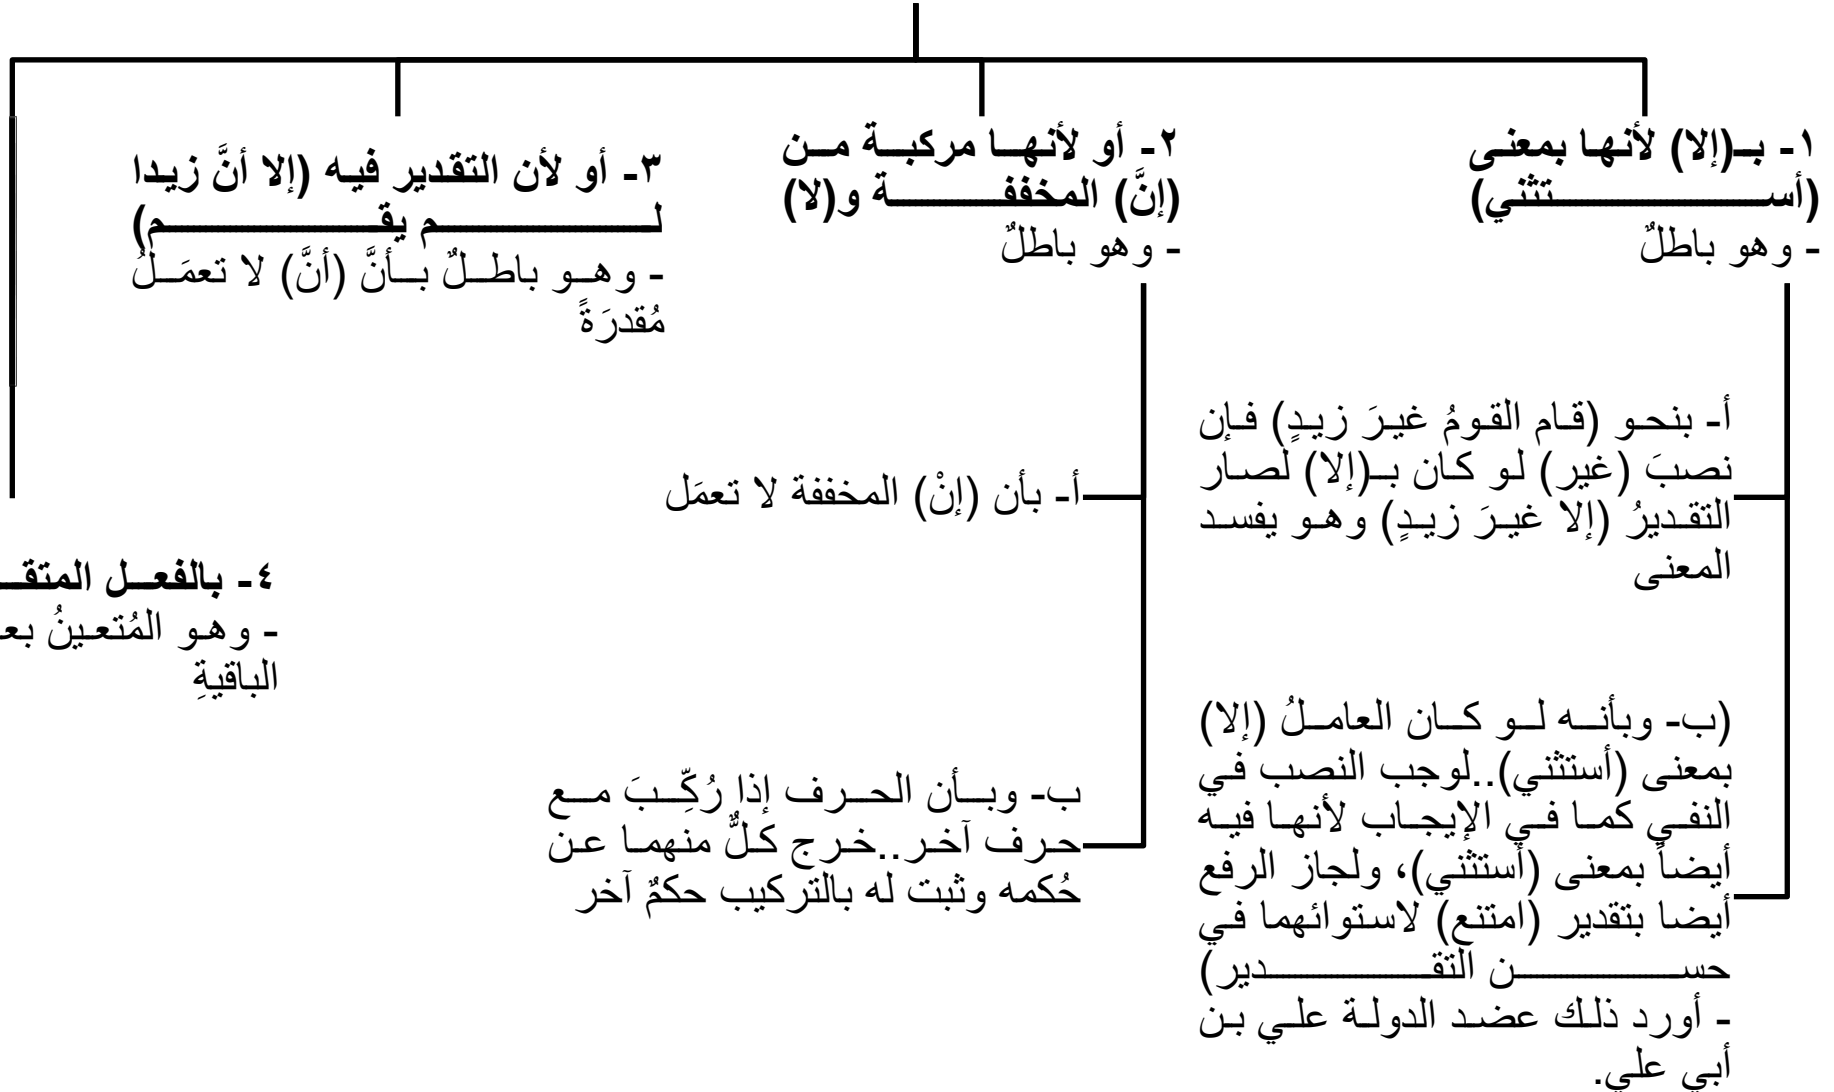 ١- بـ(إلا) لأنها بمعنى
(أستثني)
- وهو باطلٌ
أ- بنحو (قام القومُ غيرَ زيدٍ) فإن
نصبَ (غير) لو كان بـ(إلا) لصار
التقديرُ (إلا غيرَ زيدٍ) وهو يفسد
المعنى
(ب- وبأنه لو كان العاملُ (إلا)
بمعنى (أستثني)..لوجب النصب في
النفي كما في الإيجاب لأنها فيه
أيضاً بمعنى (أستثني)، ولجاز الرفع
أيضا بتقدير (امتنع) لاستوائهما في
حسن التقدير)
- أورد ذلك عضد الدولة علي بن
أبي علي.
٢- أو لأنها مركبة من
(إنَّ) المخففة و(لا)
- وهو باطلٌ
أ- بأن (إنْ) المخففة لا تعمَل
ب- وبأن الحرف إذا رُكِّبَ مع
حرف آخر..خرج كلٌّ منهما عن
حُكمه وثبت له بالتركيب حكمٌ آخر
٣- أو لأن التقدير فيه (إلا أنَّ زيدا
لم يقم)
- وهو باطلٌ بأنَّ (أنَّ) لا تعمَلُ
مُقدرَةً
٤- بالفعل
- وهو المُتعينُ
الباقيةِ